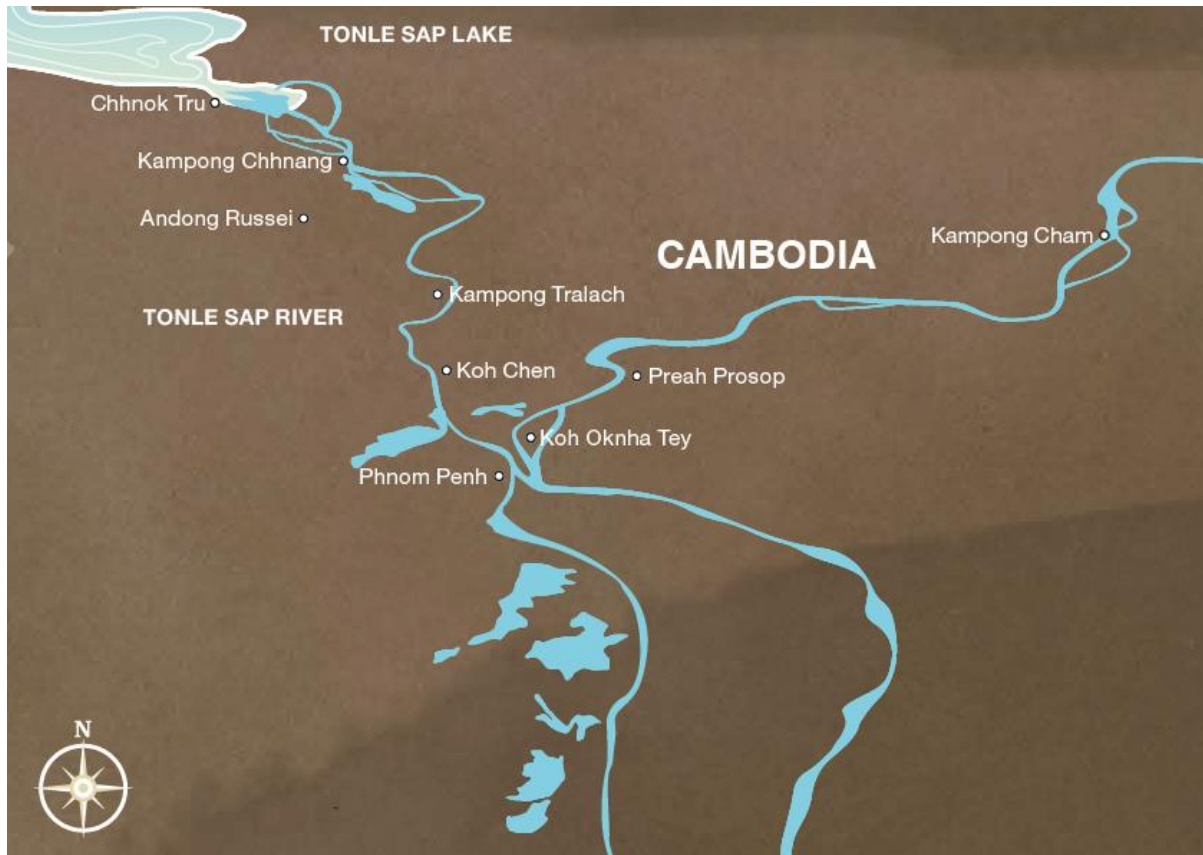 TONLE SAP LAKE
Chhnok Tru
Kampong Chhnang
Andong Russei
Kampong Cham
CAMBODIA
Kampong Tralach
TONLE SAP RIVER
Koh Chen
Preah Prosop
Koh Oknha Tey
Phnom Penh
N